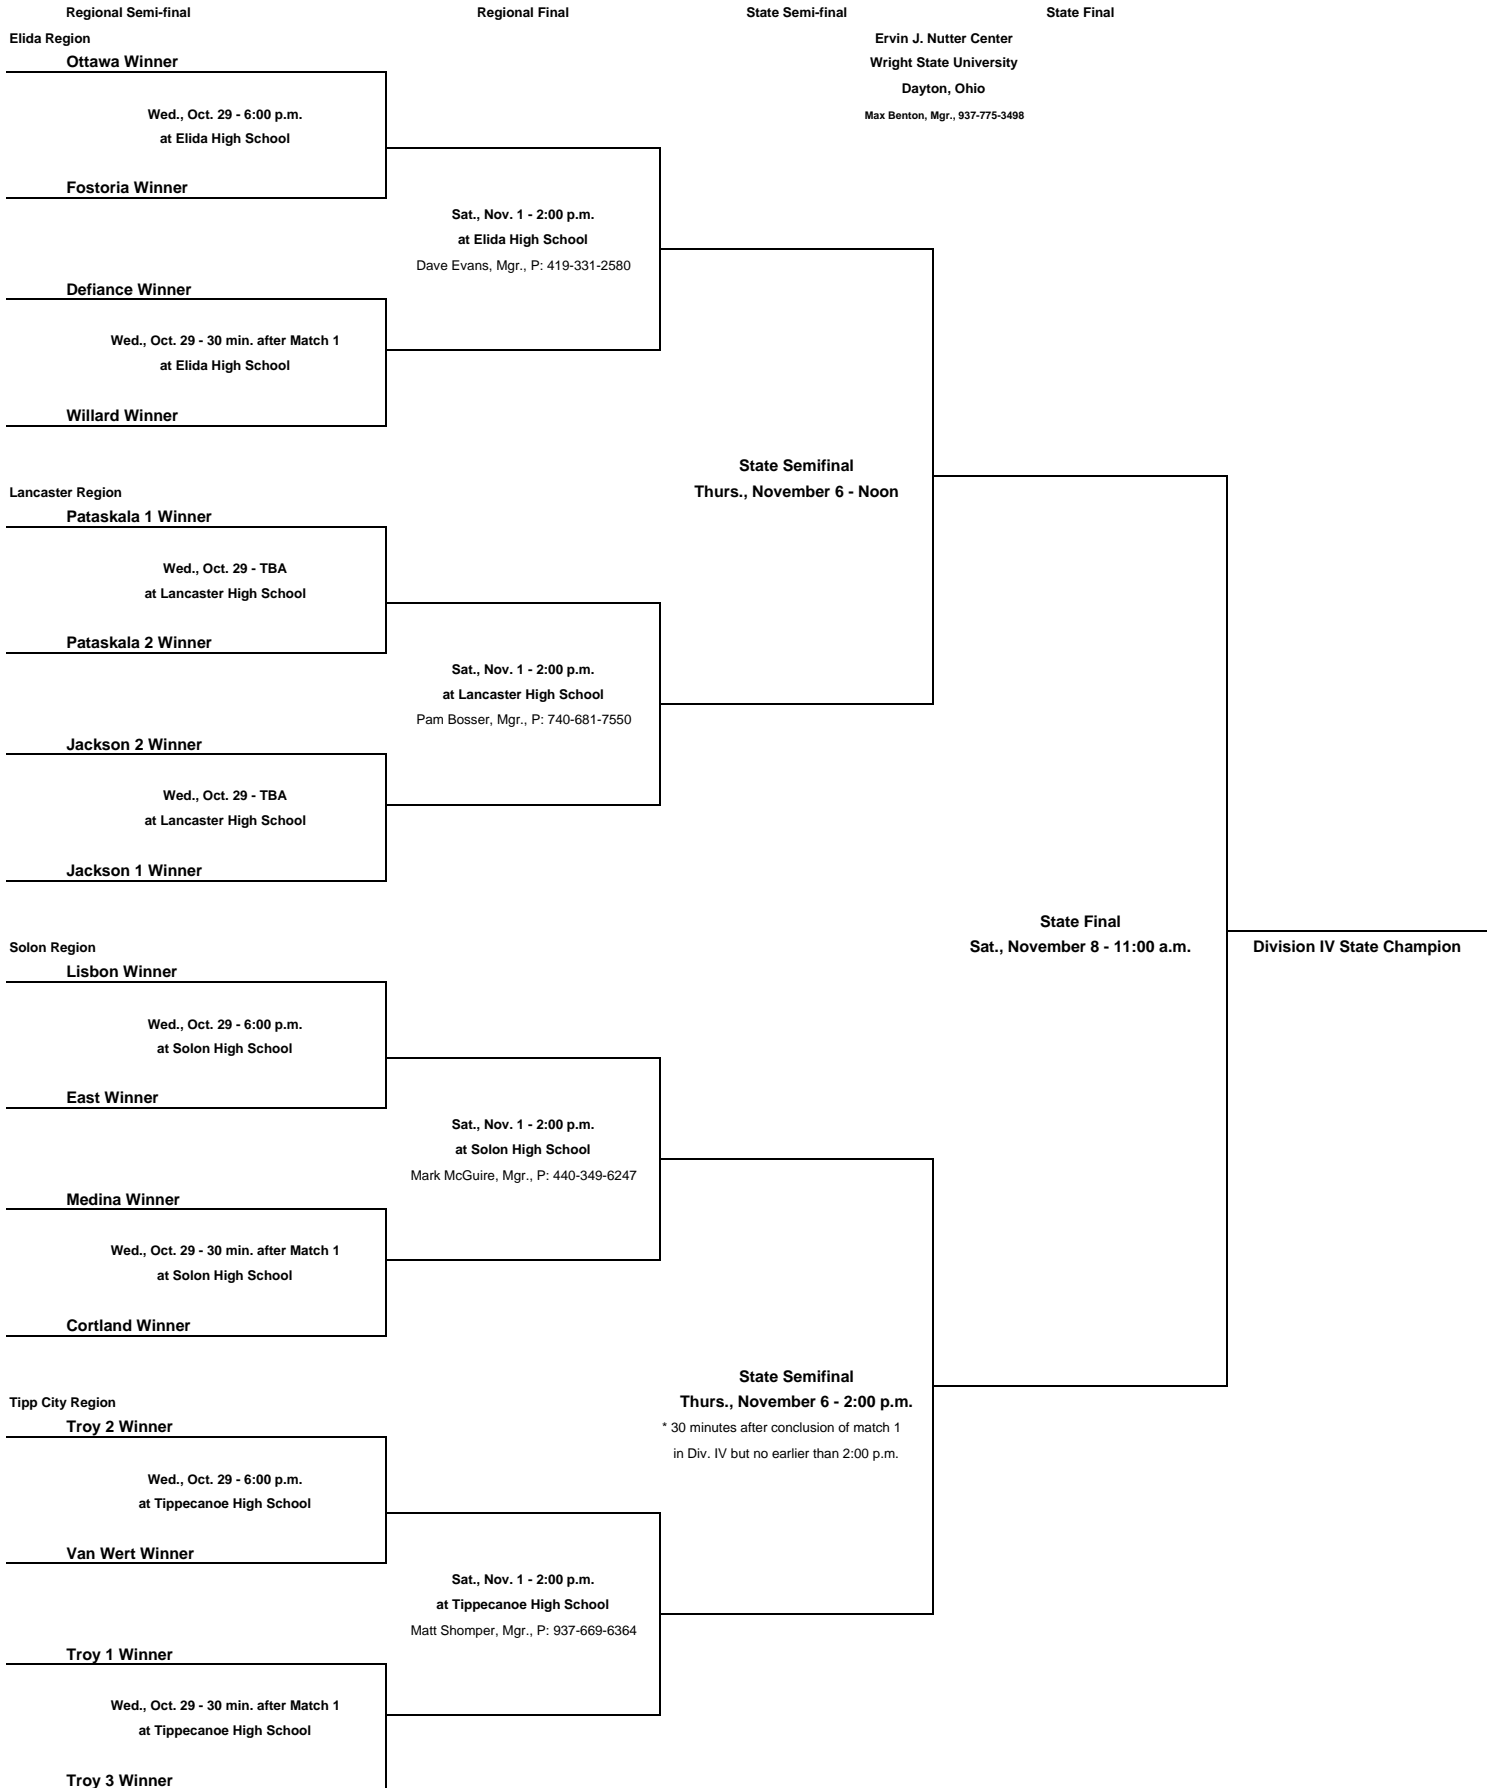 Regional Semi-final
Regional Final
State Semi-final
State Final
Elida Region
Ervin J. Nutter Center
Ottawa Winner
Wright State University
Dayton, Ohio
Wed., Oct. 29 - 6:00 p.m.
Max Benton, Mgr., 937-775-3498
at Elida High School
Fostoria Winner
Sat., Nov. 1 - 2:00 p.m.
at Elida High School
Dave Evans, Mgr., P: 419-331-2580
Defiance Winner
Wed., Oct. 29 - 30 min. after Match 1
at Elida High School
Willard Winner
State Semifinal
Thurs., November 6 - Noon
Lancaster Region
Pataskala 1 Winner
Wed., Oct. 29 - TBA
at Lancaster High School
Pataskala 2 Winner
Sat., Nov. 1 - 2:00 p.m.
at Lancaster High School
Pam Bosser, Mgr., P: 740-681-7550
Jackson 2 Winner
Wed., Oct. 29 - TBA
at Lancaster High School
Jackson 1 Winner
State Final
Sat., November 8 - 11:00 a.m.
Division IV State Champion
Solon Region
Lisbon Winner
Wed., Oct. 29 - 6:00 p.m.
at Solon High School
East Winner
Sat., Nov. 1 - 2:00 p.m.
at Solon High School
Mark McGuire, Mgr., P: 440-349-6247
Medina Winner
Wed., Oct. 29 - 30 min. after Match 1
at Solon High School
Cortland Winner
State Semifinal
Thurs., November 6 - 2:00 p.m.
* 30 minutes after conclusion of match 1
in Div. IV but no earlier than 2:00 p.m.
Tipp City Region
Troy 2 Winner
Wed., Oct. 29 - 6:00 p.m.
at Tippecanoe High School
Van Wert Winner
Sat., Nov. 1 - 2:00 p.m.
at Tippecanoe High School
Matt Shomper, Mgr., P: 937-669-6364
Troy 1 Winner
Wed., Oct. 29 - 30 min. after Match 1
at Tippecanoe High School
Troy 3 Winner